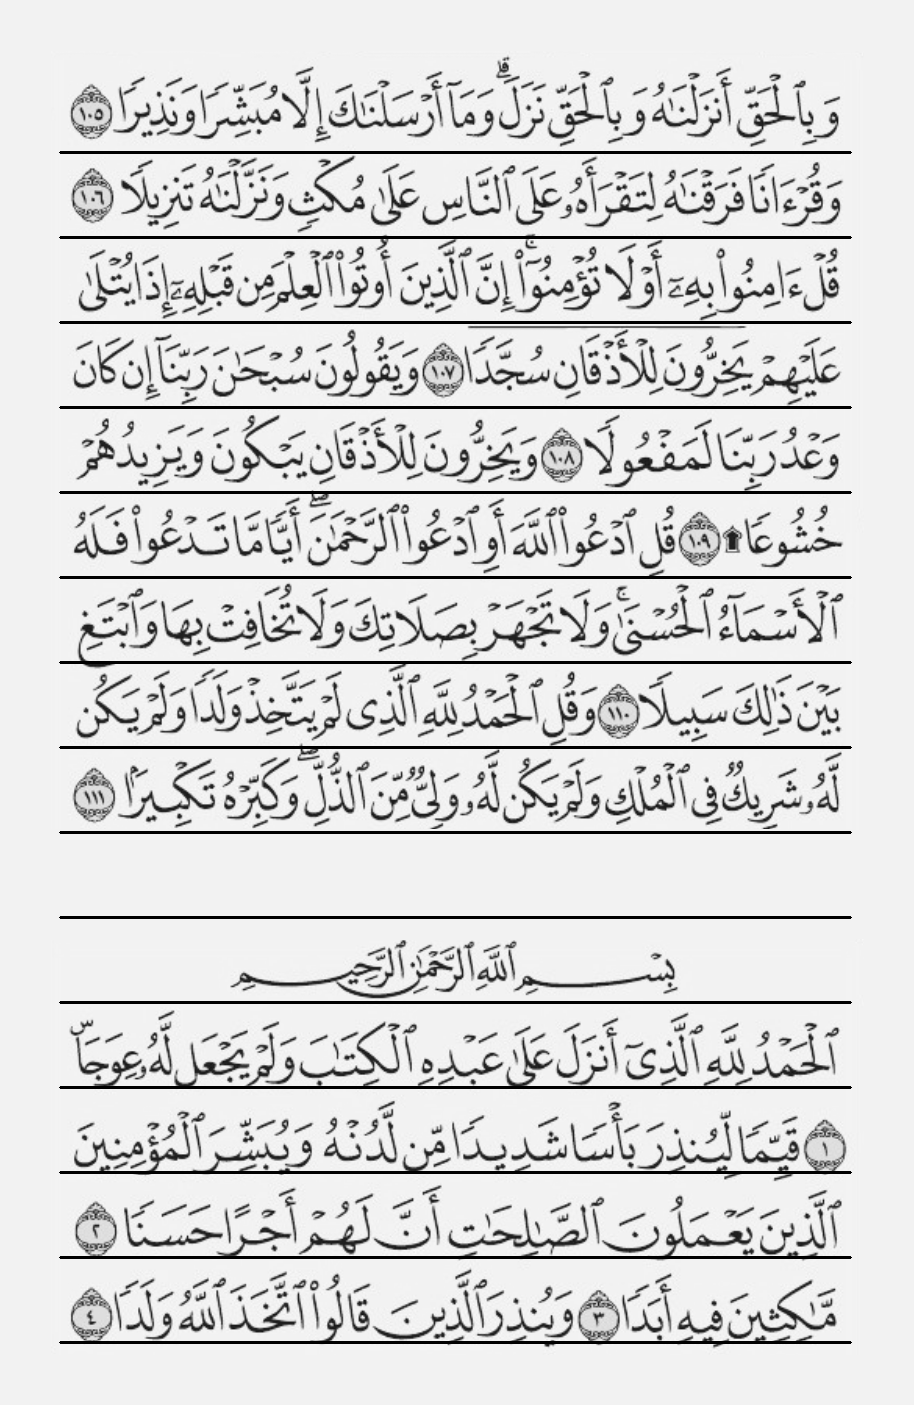 وَبِٱلْحَقِّ أَنزَلْنَٰهُ وَبِٱلْحَقِّ نَزَلَ ۗ وَمَآ أَرْسَلْنَٰكَ إِلَّا مُبَشِّرًا وَنَذِيرًا ١٠٥
وَقُرْءَانًا فَرَقْنَٰهُ لِتَقْرَأَهُۥ عَلَى ٱلنَّاسِ عَلَىٰ مُكْثٍ وَنَزَّلْنَٰهُ تَنزِيلًا ١٠٦
قُلْ ءَامِنُوا۟ بِهِۦٓ أَوْ لَا تُؤْمِنُوٓا۟ ۚ إِنَّ ٱلَّذِينَ أُوتُوا۟ ٱلْعِلْمَ مِن قَبْلِهِۦٓ إِذَا يُتْلَىٰ
عَلَيْهِمْ يَخِرُّونَ لِلْأَذْقَانِ سُجَّدًا ١٠٧ وَيَقُولُونَ سُبْحَٰنَ رَبِّنَآ إِن كَانَ
وَعْدُ رَبِّنَا لَمَفْعُولًا ١٠٨ وَيَخِرُّونَ لِلْأَذْقَانِ يَبْكُونَ وَيَزِيدُهُمْ
خُشُوعًا ۩ ١٠٩ قُلِ ٱدْعُوا۟ ٱللَّهَ أَوِ ٱدْعُوا۟ ٱلرَّحْمَٰنَ ۖ أَيًّا مَّا تَدْعُوا۟ فَلَهُ
ٱلْأَسْمَآءُ ٱلْحُسْنَىٰ ۚ وَلَا تَجْهَرْ بِصَلَاتِكَ وَلَا تُخَافِتْ بِهَا وَٱبْتَغِ
بَيْنَ ذَٰلِكَ سَبِيلًا ١١٠ وَقُلِ ٱلْحَمْدُ لِلَّهِ ٱلَّذِى لَمْ يَتَّخِذْ وَلَدًا وَلَمْ يَكُن
لَّهُۥ شَرِيكٌ فِى ٱلْمُلْكِ وَلَمْ يَكُن لَّهُۥ وَلِىٌّ مِّنَ ٱلذُّلِّ ۖ وَكَبِّرْهُ تَكْبِيرًۢا ١١١
بِسْمِ ٱللَّهِ ٱلرَّحْمَٰنِ ٱلرَّحِيمِ
ٱلْحَمْدُ لِلَّهِ ٱلَّذِىٓ أَنزَلَ عَلَىٰ عَبْدِهِ ٱلْكِتَٰبَ وَلَمْ يَجْعَل لَّهُۥ عِوَجَا ۜ
١ قَيِّمًا لِّيُنذِرَ بَأْسًا شَدِيدًا مِّن لَّدُنْهُ وَيُبَشِّرَ ٱلْمُؤْمِنِينَ
ٱلَّذِينَ يَعْمَلُونَ ٱلصَّٰلِحَٰتِ أَنَّ لَهُمْ أَجْرًا حَسَنًا ٢
مَّٰكِثِينَ فِيهِ أَبَدًا ٣ وَيُنذِرَ ٱلَّذِينَ قَالُوا۟ ٱتَّخَذَ ٱللَّهُ وَلَدًا ٤